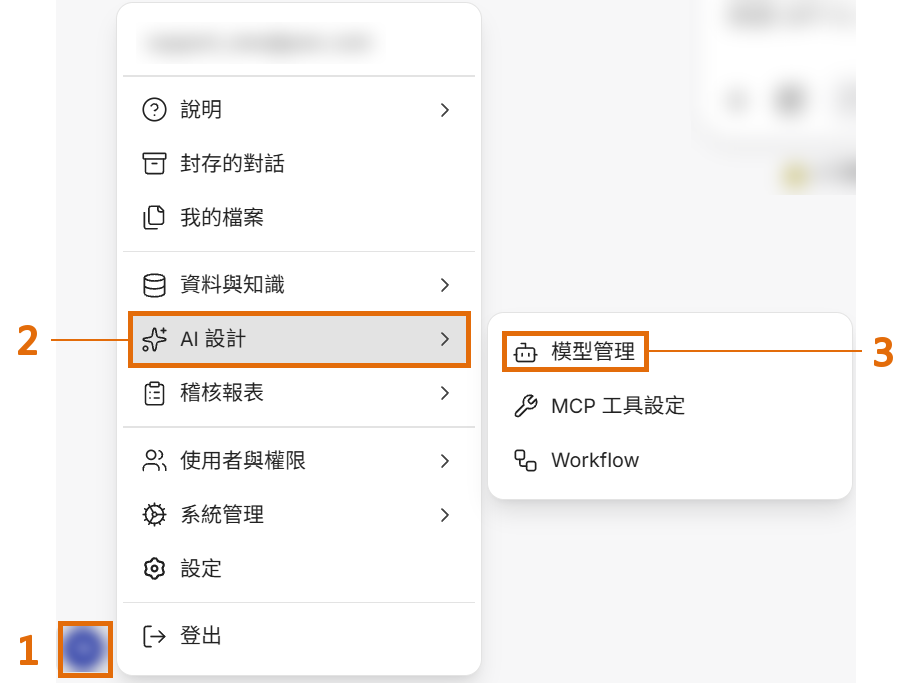 說明
封存的對話
我的檔案
資料與知識
2
AI 設計
稽核報表
模型管理
3
MCP 工具設定
Workflow
使用者與權限
系統管理
設定
1
登出